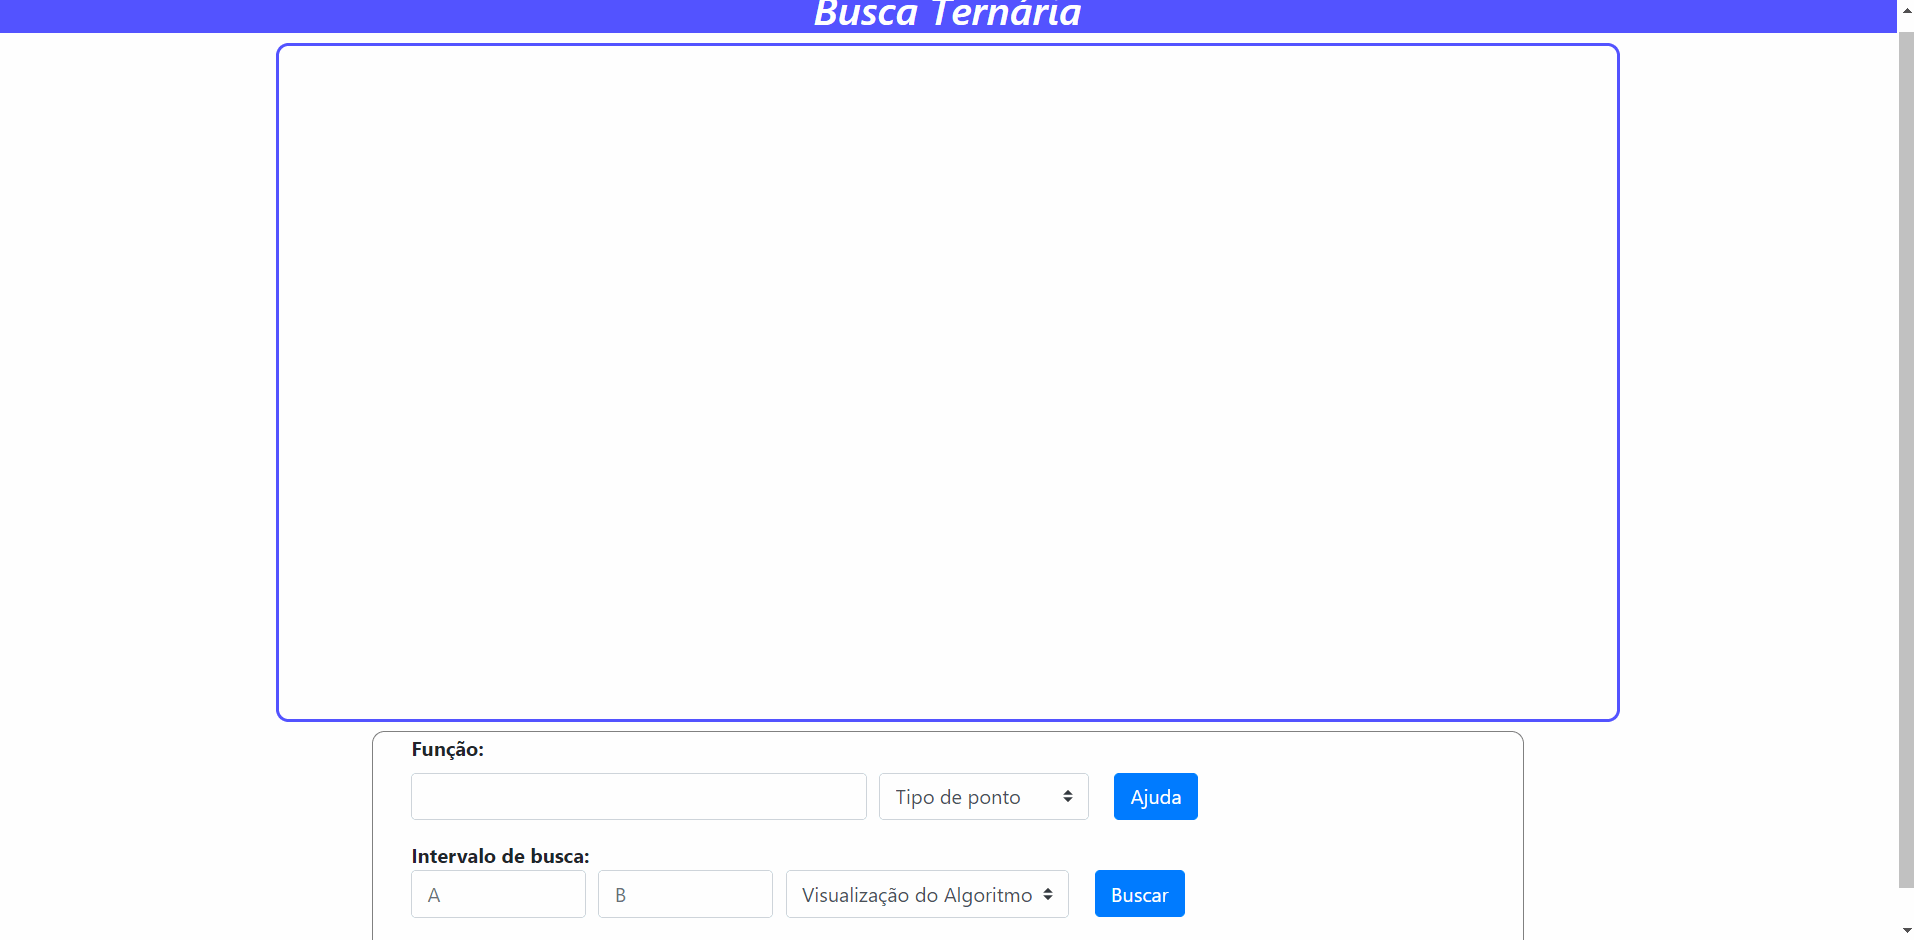 Busca Ternária
Função:
Tipo de ponto
Ajuda
Intervalo de busca:
A
B
Visualização do Algoritmo
Buscar